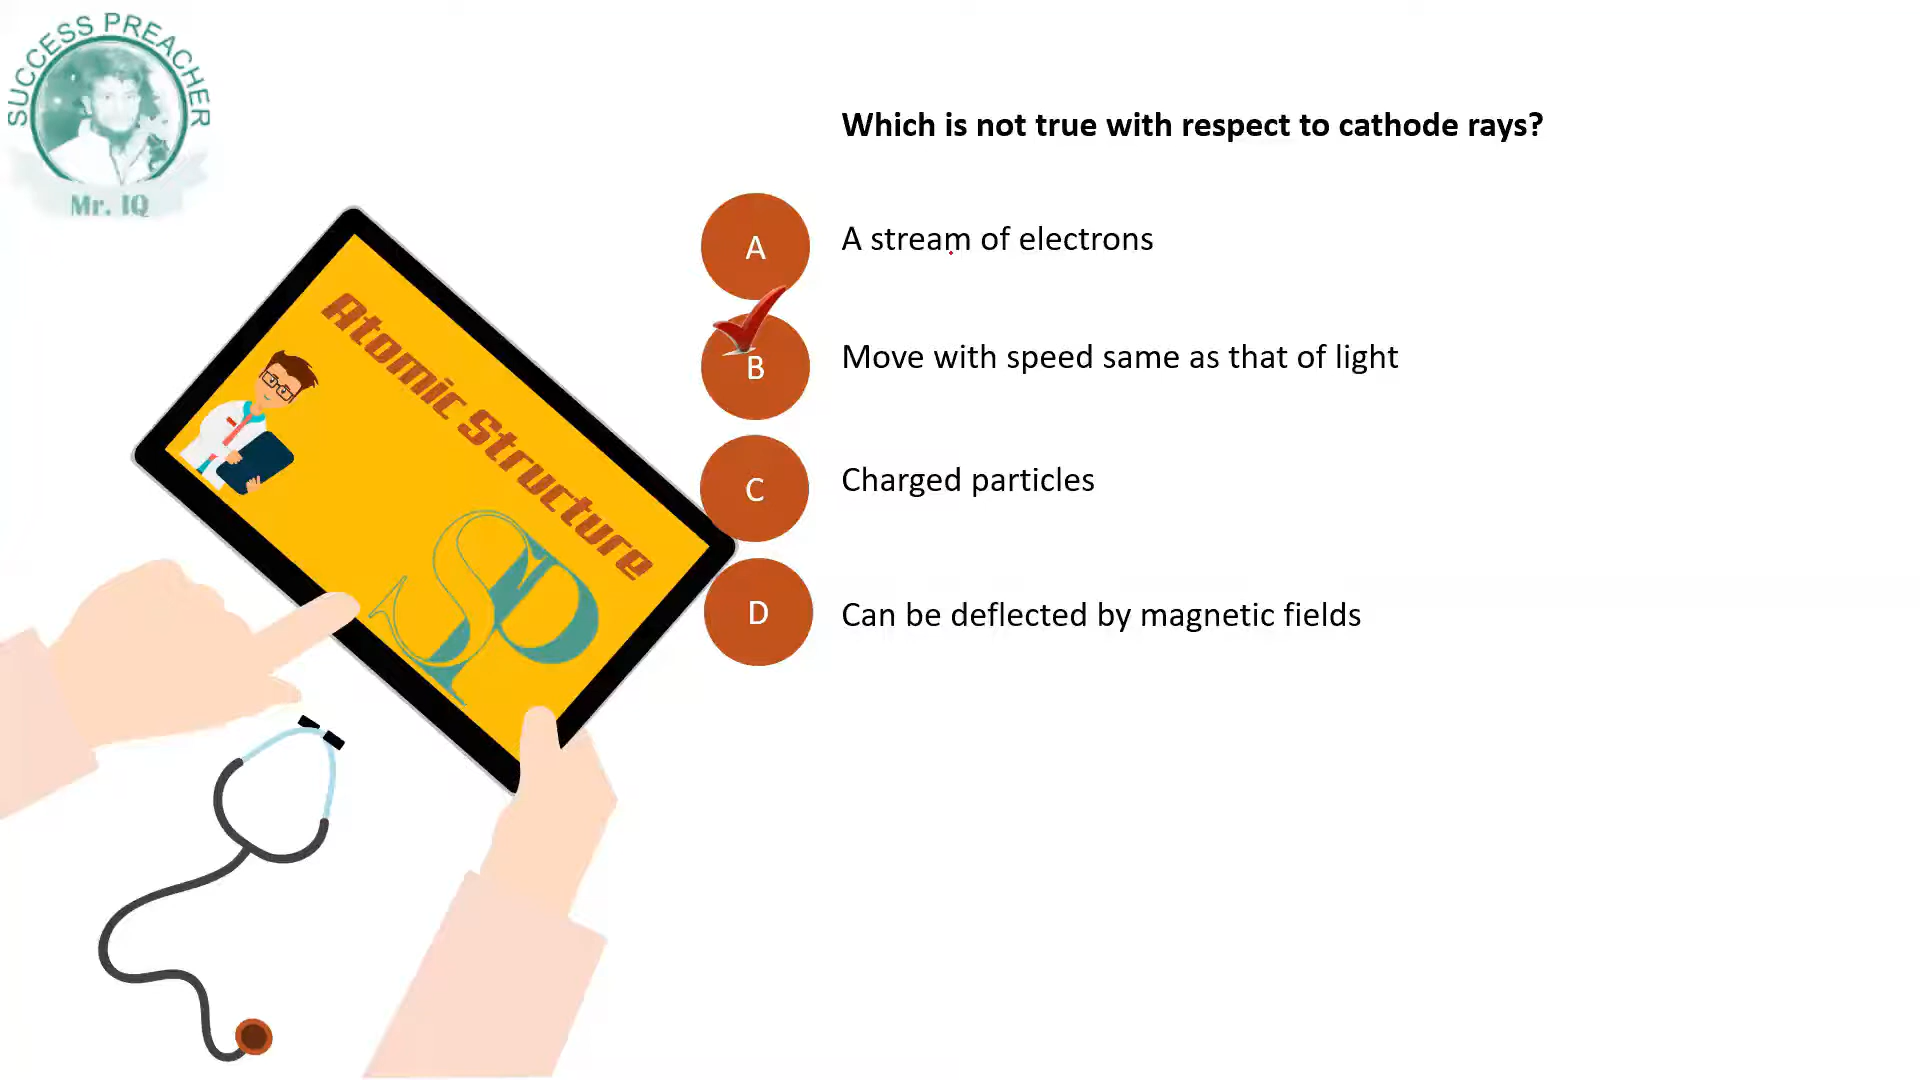 SUCCESS PREACHER
Mr. IQ
Which is not true with respect to cathode rays?
A
A stream of electrons
B
Move with speed same as that of light
C
Charged particles
D
Can be deflected by magnetic fields
Atomic Structure
SP